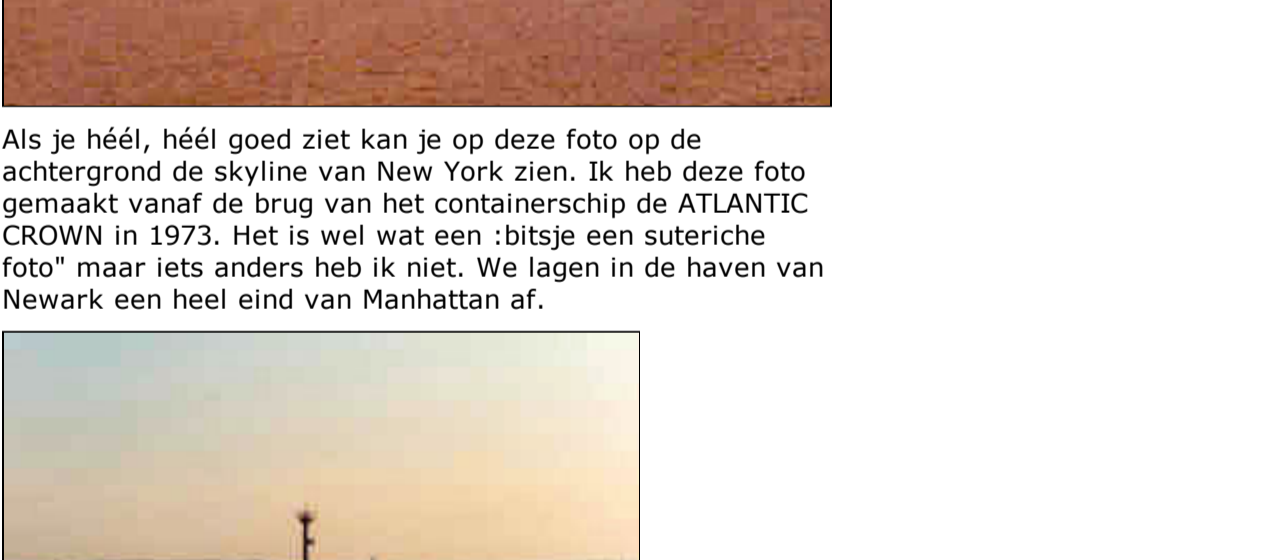 Als je héél, héél goed ziet kan je op deze foto op de
achtergrond de skyline van New York zien. Ik heb deze foto
gemaakt vanaf de brug van het containerschip de ATLANTIC
CROWN in 1973. Het is wel wat een :bitsje een suteriche
foto" maar iets anders heb ik niet. We lagen in de haven van
Newark een heel eind van Manhattan af.